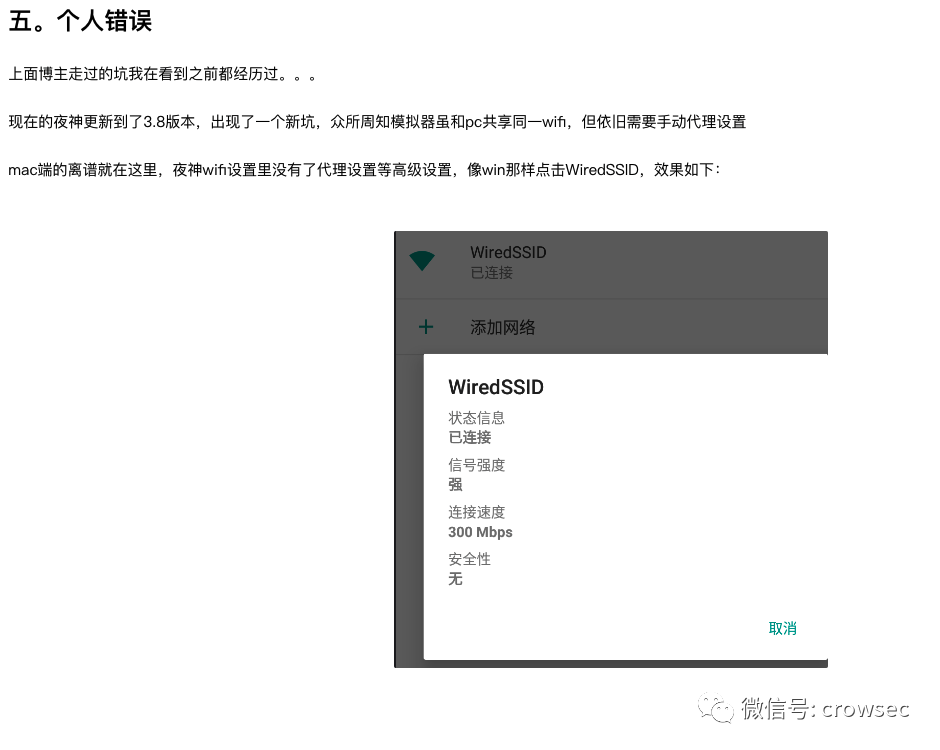 五。个人错误
上面博主走过的坑我在看到之前都经历过。。。
现在的夜神更新到了3.8版本，出现了一个新坑，众所周知模拟器虽和pc共享同一wifi，但依旧需要手动代理设置
mac端的离谱就在这里，夜神wifi设置里没有了代理设置等高级设置，像win那样点击WiredSSID，效果如下：
WiredSSID
已连接
添加网络
WiredSSID
状态信息
已连接
信号强度
强
连接速度
300 Mbps
安全性
无
取消
微信号: crowsec